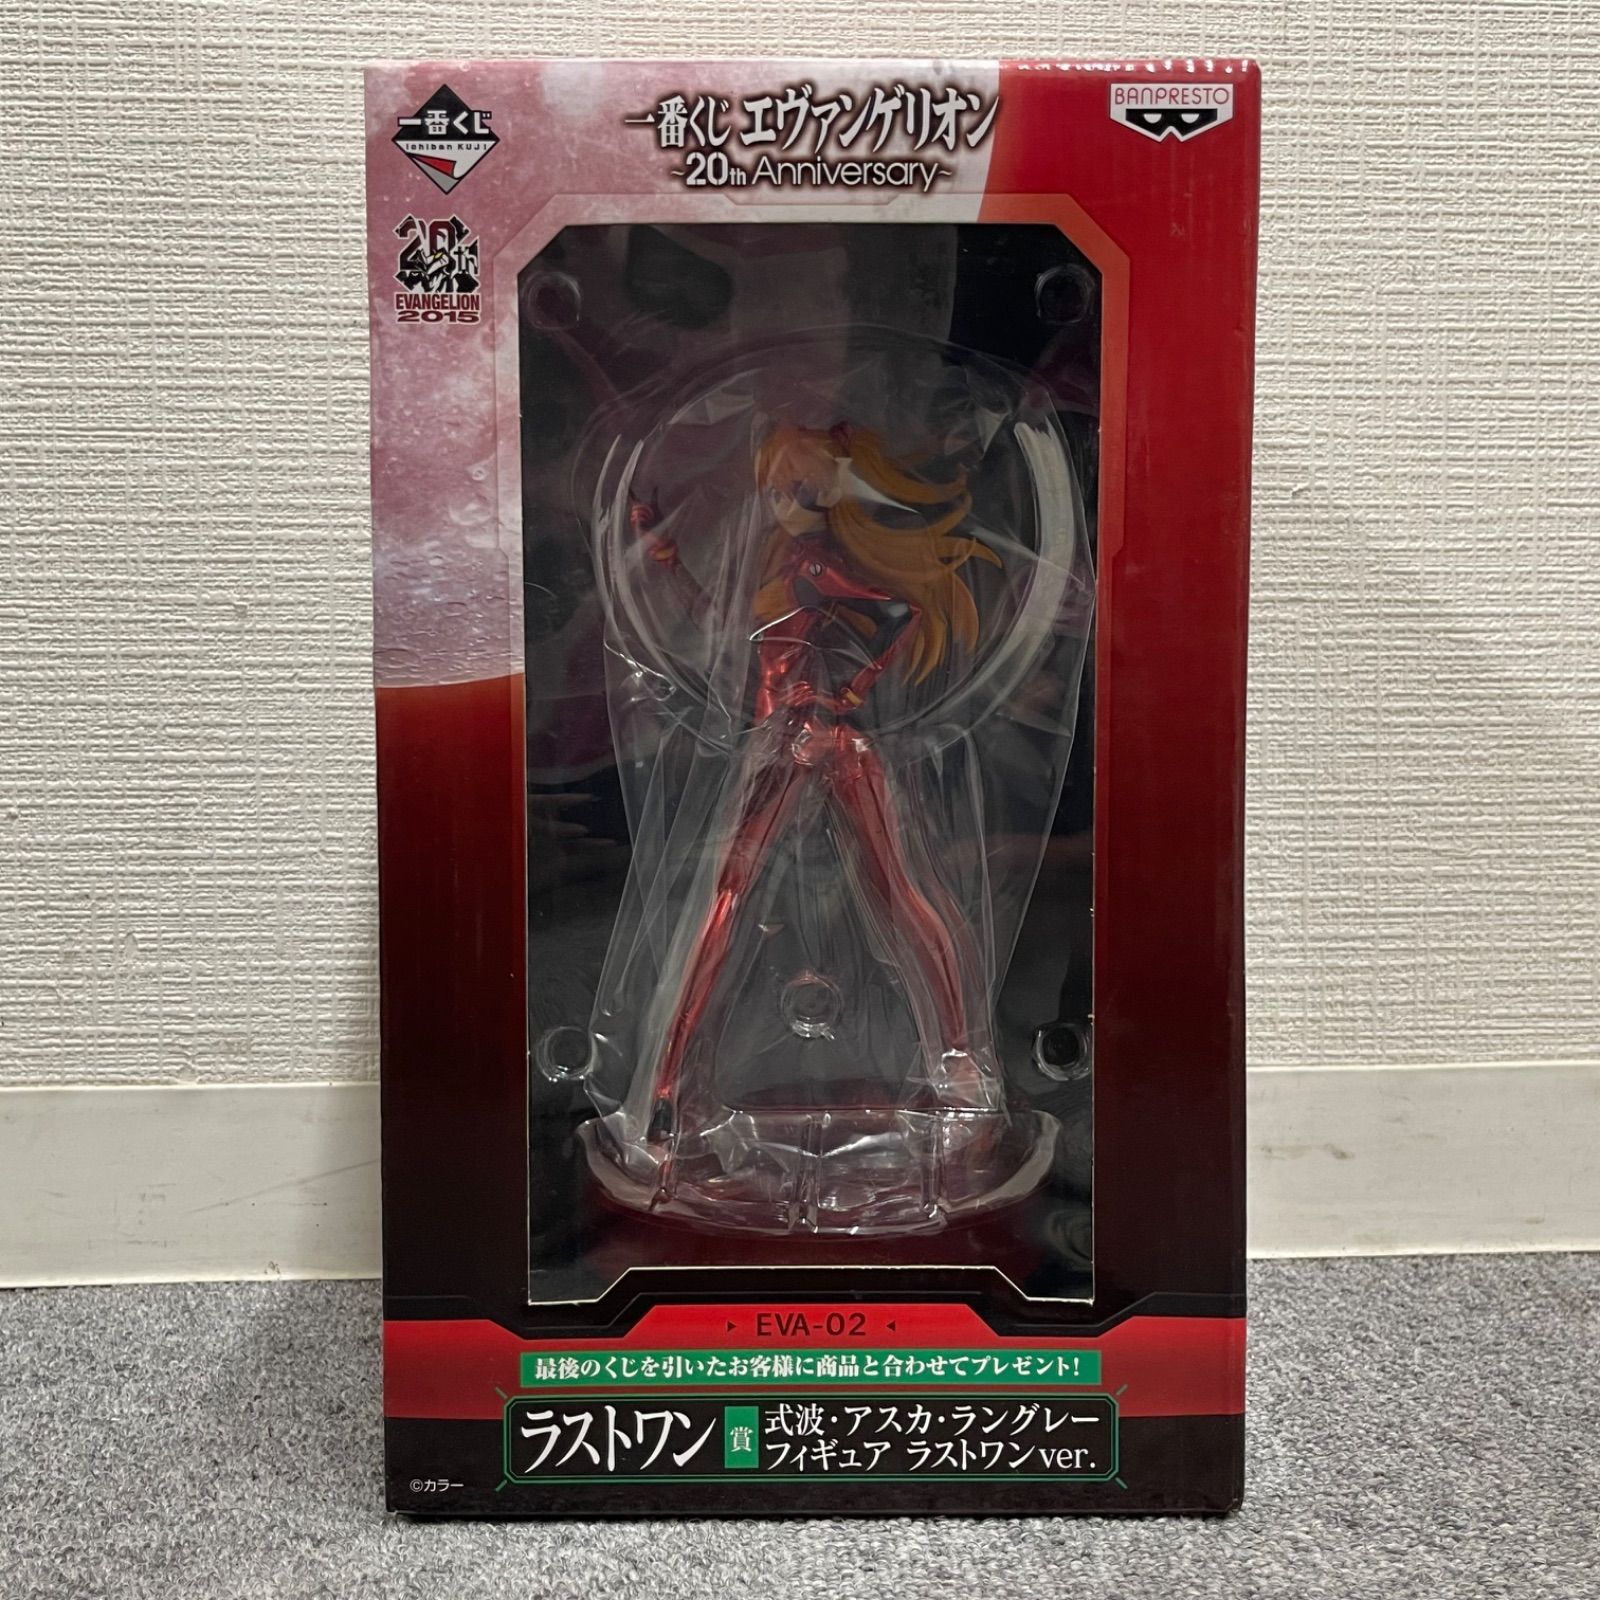 一番くじ
Ichiban KUJI
一番くじ エヴァンゲリオン
~20th Anniversary~
BANPRESTO
20th
EVANGELION
2015
EVA-02
最後のくじを引いたお客様に商品と合わせてプレゼント!
ラストワン賞
式波・アスカ・ラングレー
フィギュア ラストワンver.
©カラー